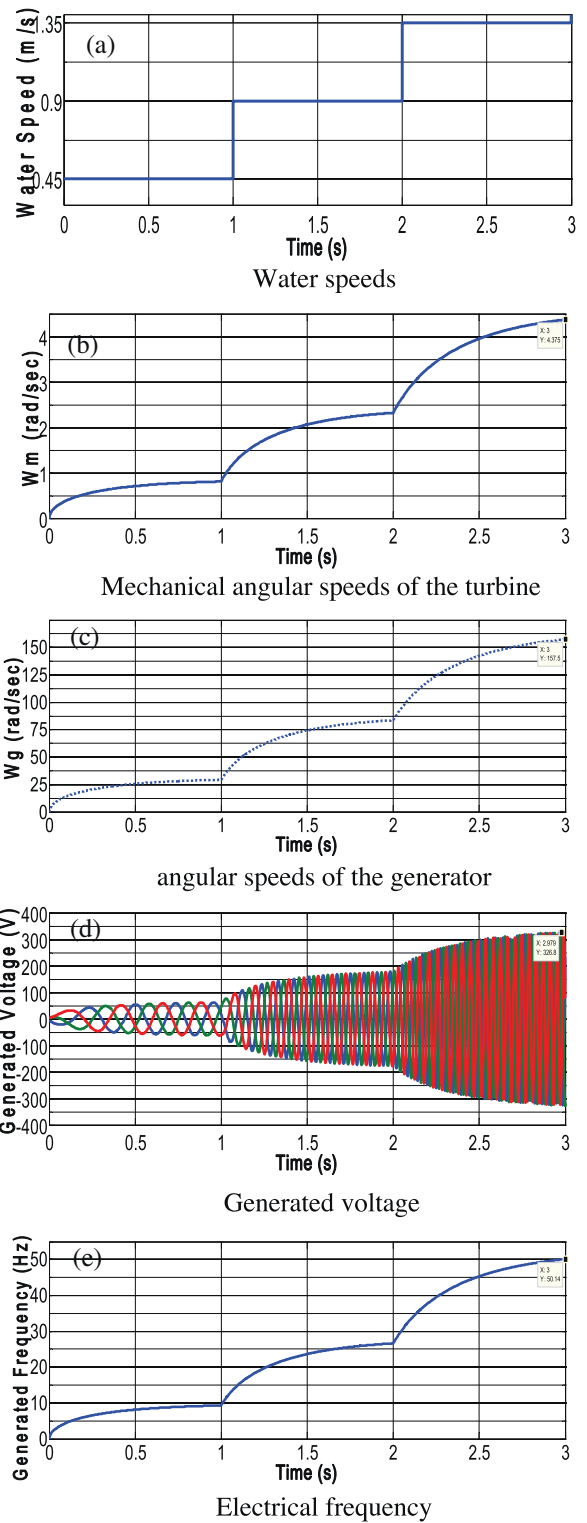 (a)
Water Speed (m/s)
1.35
0.9
0.45
0 0.5 1 1.5 2 2.5 3
Time (s)
Water speeds
(b)
Wm (rad/sec)
4
3
2
1
0
X: 3
Y: 4.375
0 0.5 1 1.5 2 2.5 3
Time (s)
Mechanical angular speeds of the turbine
(c)
Wg (rad/sec)
150
125
100
75
50
25
0
X: 3
Y: 157.5
0 0.5 1 1.5 2 2.5 3
Time (s)
angular speeds of the generator
(d)
Generated Voltage (V)
400
300
200
100
0
-100
-200
-300
-400
X: 2.979
Y: 326.8
0 0.5 1 1.5 2 2.5 3
Time (s)
Generated voltage
(e)
Generated Frequency (Hz)
50
40
30
20
10
0
X: 3
Y: 50.14
0 0.5 1 1.5 2 2.5 3
Time (s)
Electrical frequency